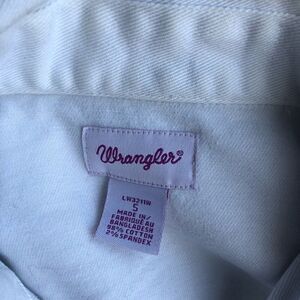 Wrangler®
LW3211W
S
MADE IN/
FABRIQUÉ AU
BANGLADESH
98% COTTON
2% SPANDEX